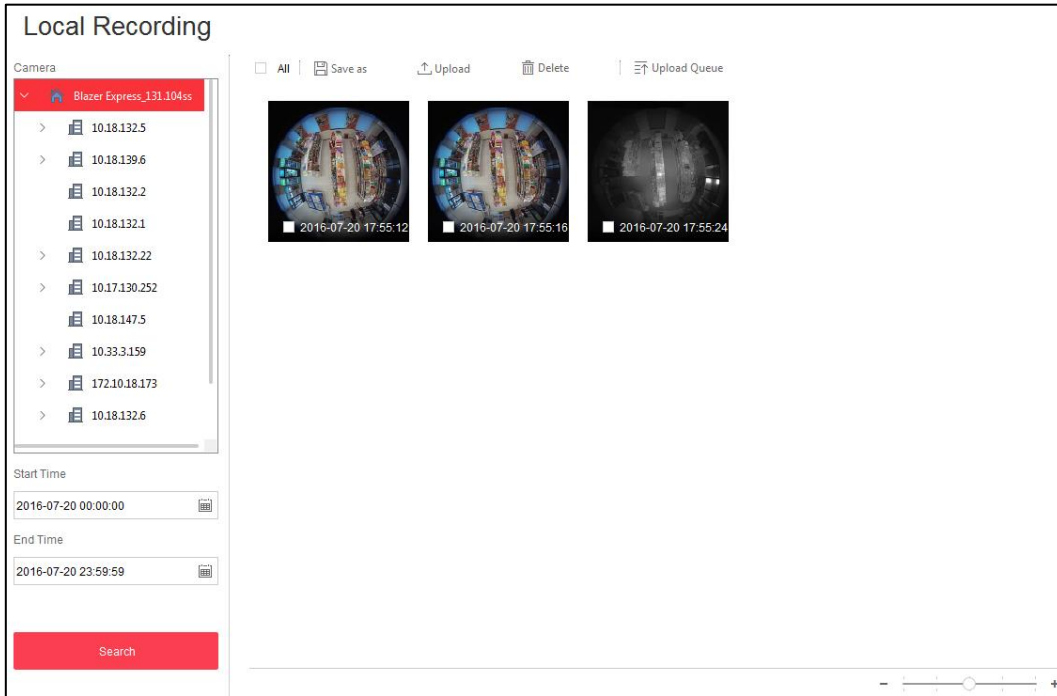 Local Recording
Camera
Blazer Express_131.104ss
10.18.132.5
10.18.139.6
10.18.132.2
10.18.132.1
10.18.132.22
10.17.130.252
10.18.147.5
10.33.3.159
172.10.18.173
10.18.132.6
Start Time
2016-07-20 00:00:00
End Time
2016-07-20 23:59:59
Search
All Save as Upload Delete Upload Queue
2016-07-20 17:55:12 2016-07-20 17:55:16 2016-07-20 17:55:24
- +